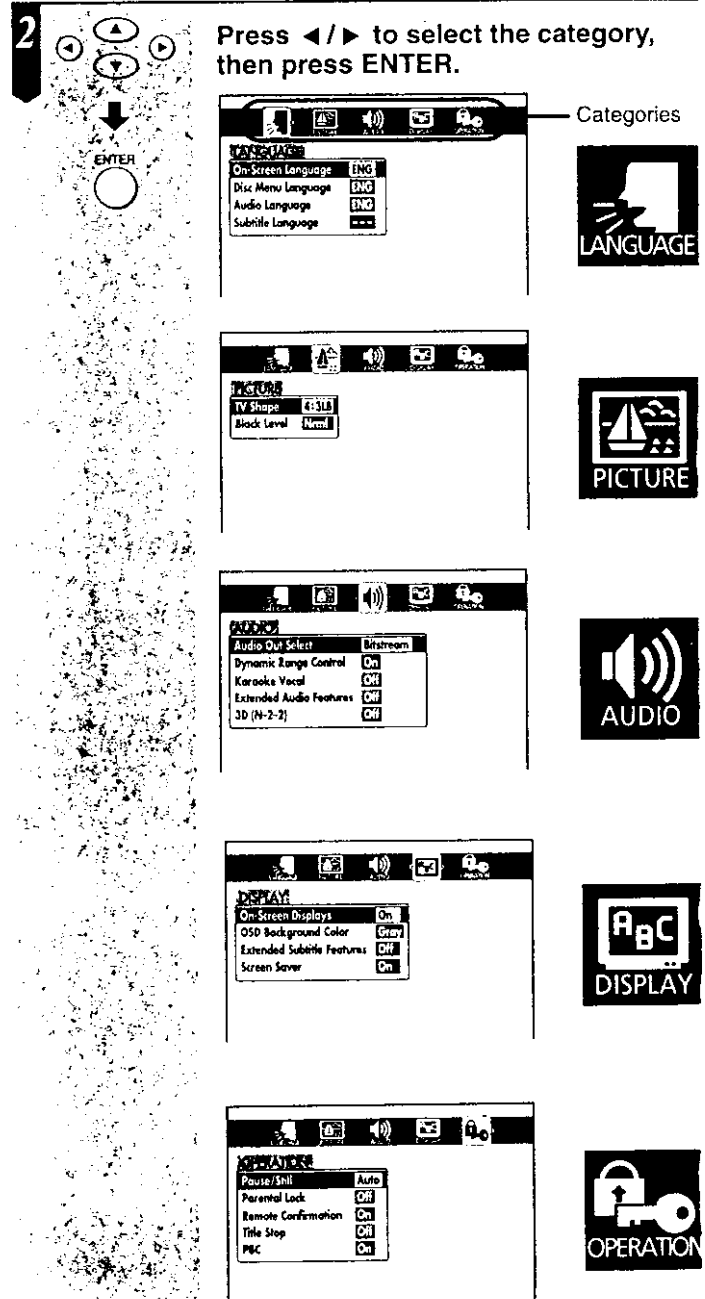 2
Press ◄ / ► to select the category,
then press ENTER.
ENTER
Categories
LANGUAGE
On-Screen Language ENG
Disc Menu Language ENG
Audio Language ENG
Subtitle Language ---
LANGUAGE
PICTURE
TV Shape 4:3LB
Black Level
PICTURE
AUDIO
Audio Out Select Bitstream
Dynamic Range Control On
Karaoke Vocal Off
Extended Audio Features Off
3D (N-2-2) Off
AUDIO
DISPLAY
On-Screen Displays On
OSD Background Color Gray
Extended Subtitle Features Off
Screen Saver On
DISPLAY
OPERATION
Pause/Still Auto
Parental Lock Off
Remote Confirmation On
Title Stop Off
PBC On
OPERATION